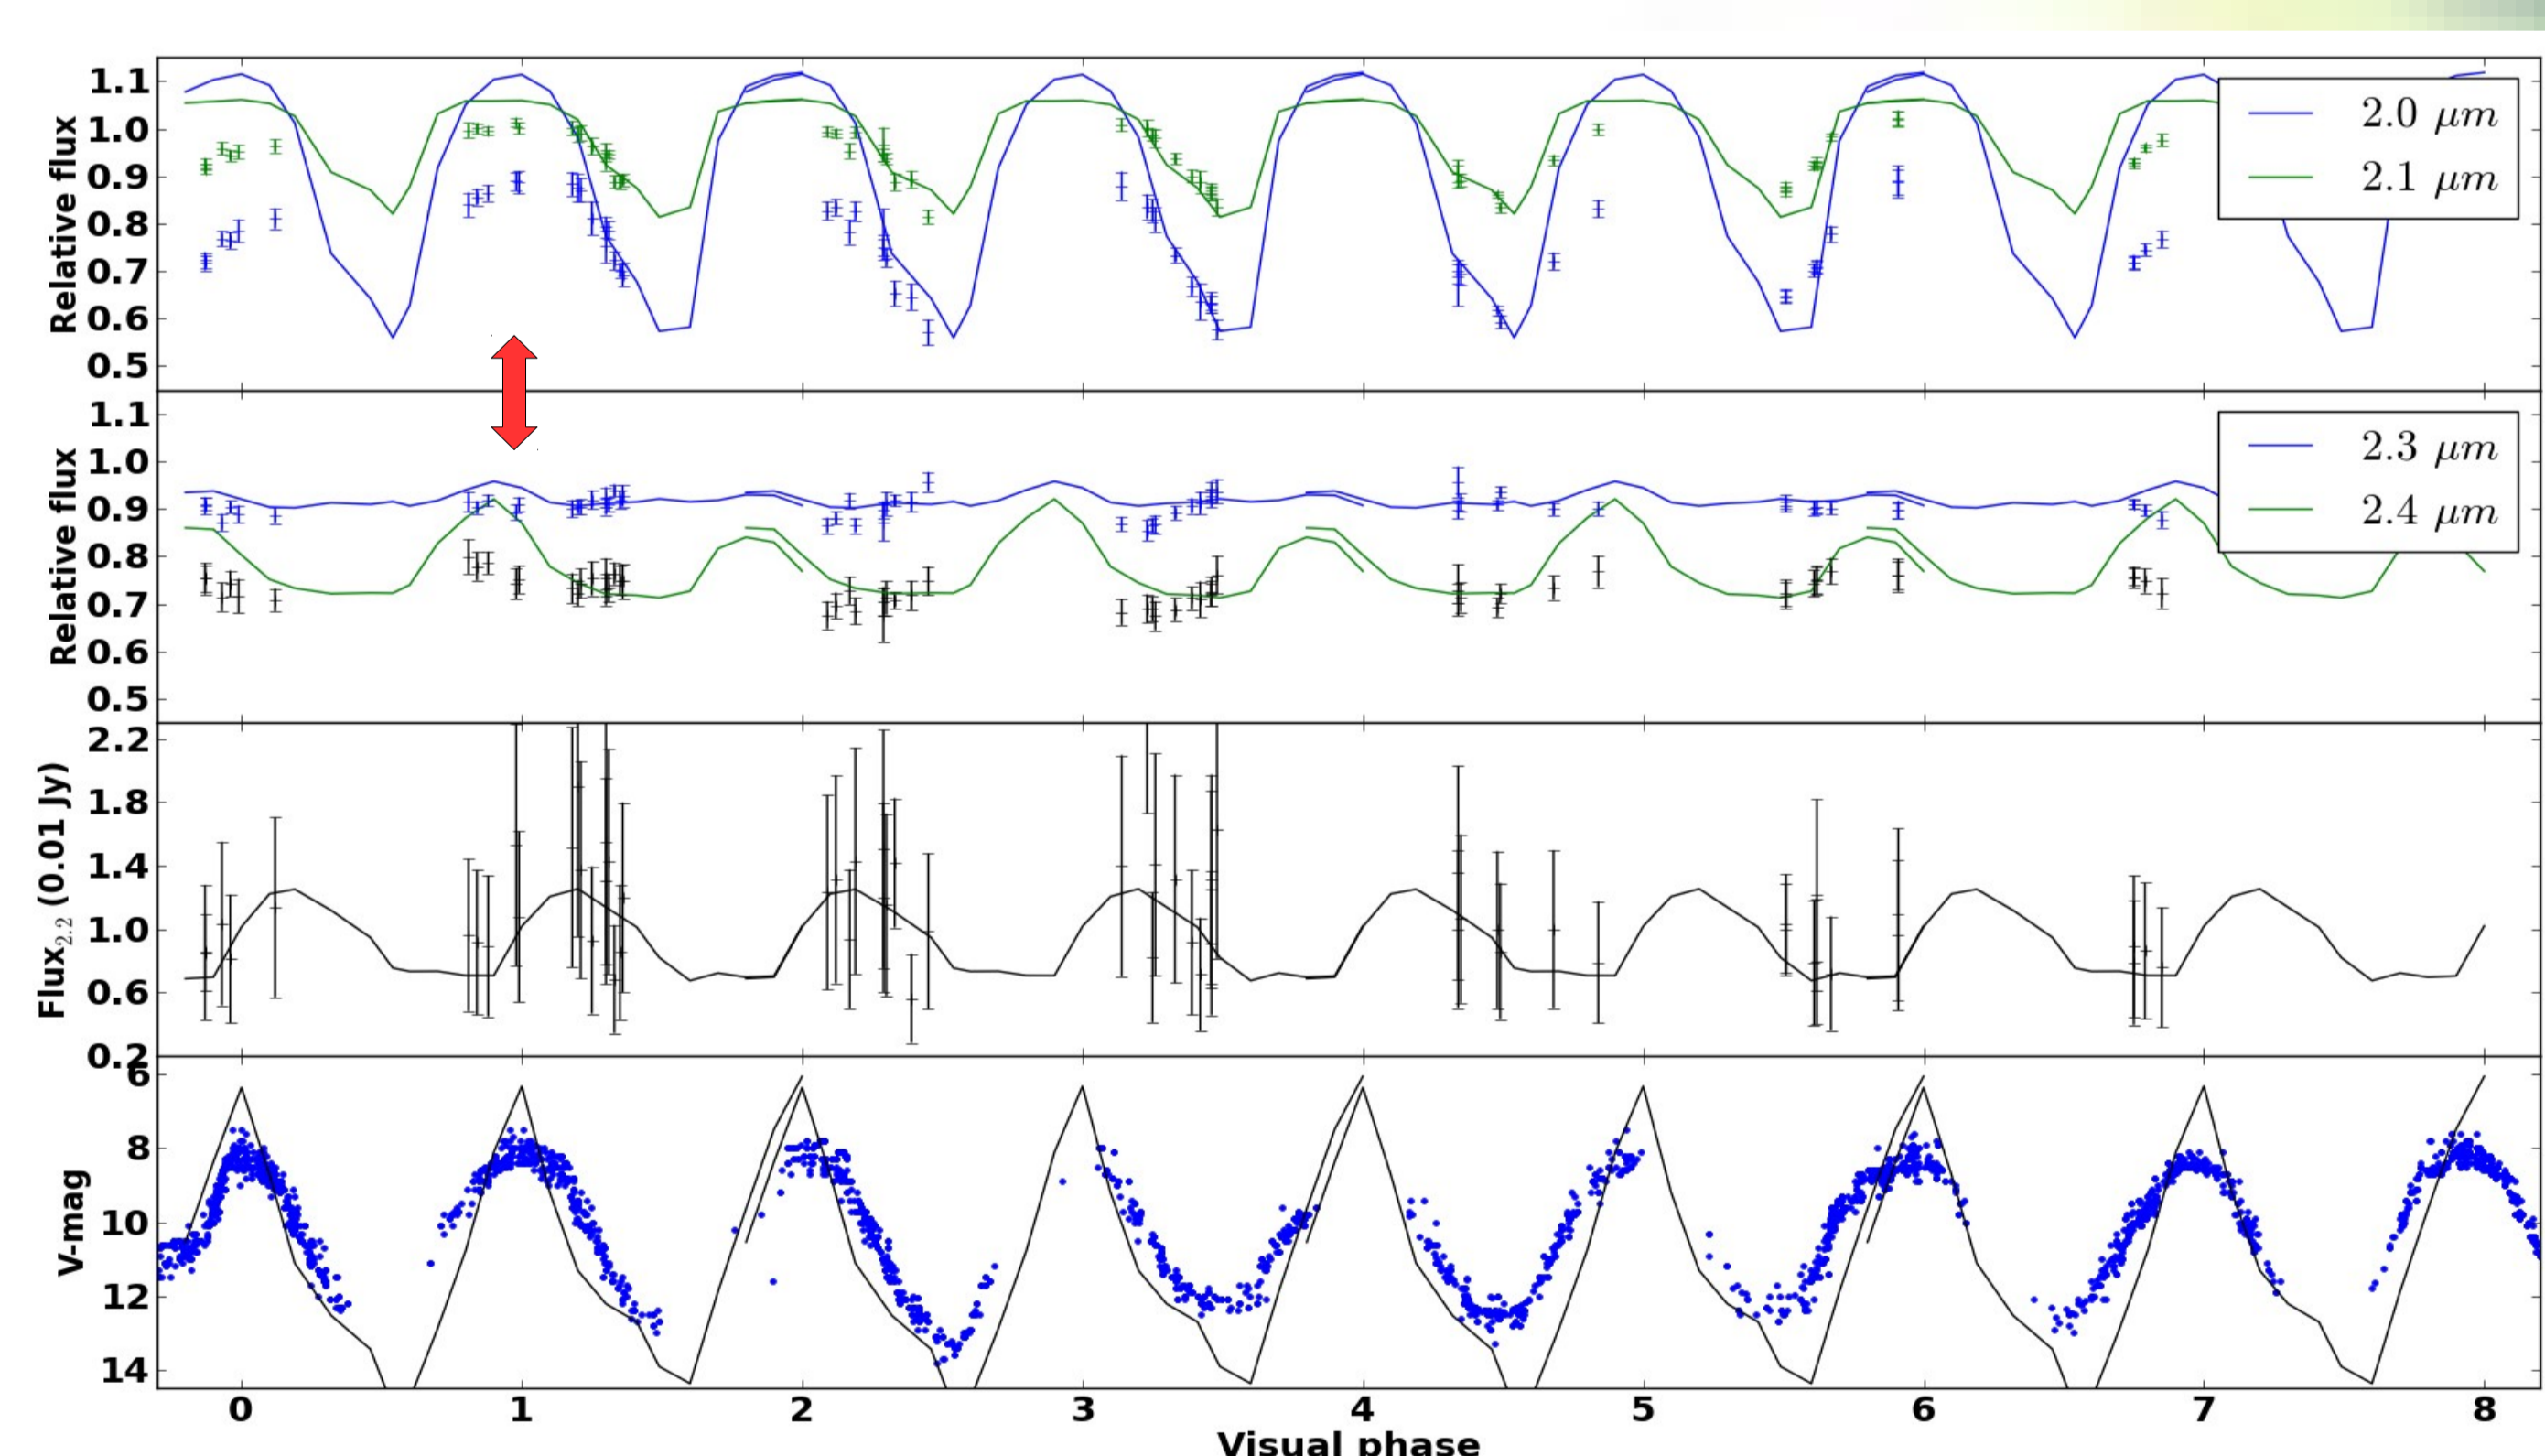 1.1
1.0
0.9
0.8
0.7
0.6
0.5
Relative flux
2.0 μm
2.1 μm
1.1
1.0
0.9
0.8
0.7
0.6
0.5
Relative flux
2.3 μm
2.4 μm
2.2
1.8
1.4
1.0
0.6
0.2
Flux2.2 (0.01 Jy)
6
8
10
12
14
V-mag
0 1 2 3 4 5 6 7 8
Visual phase